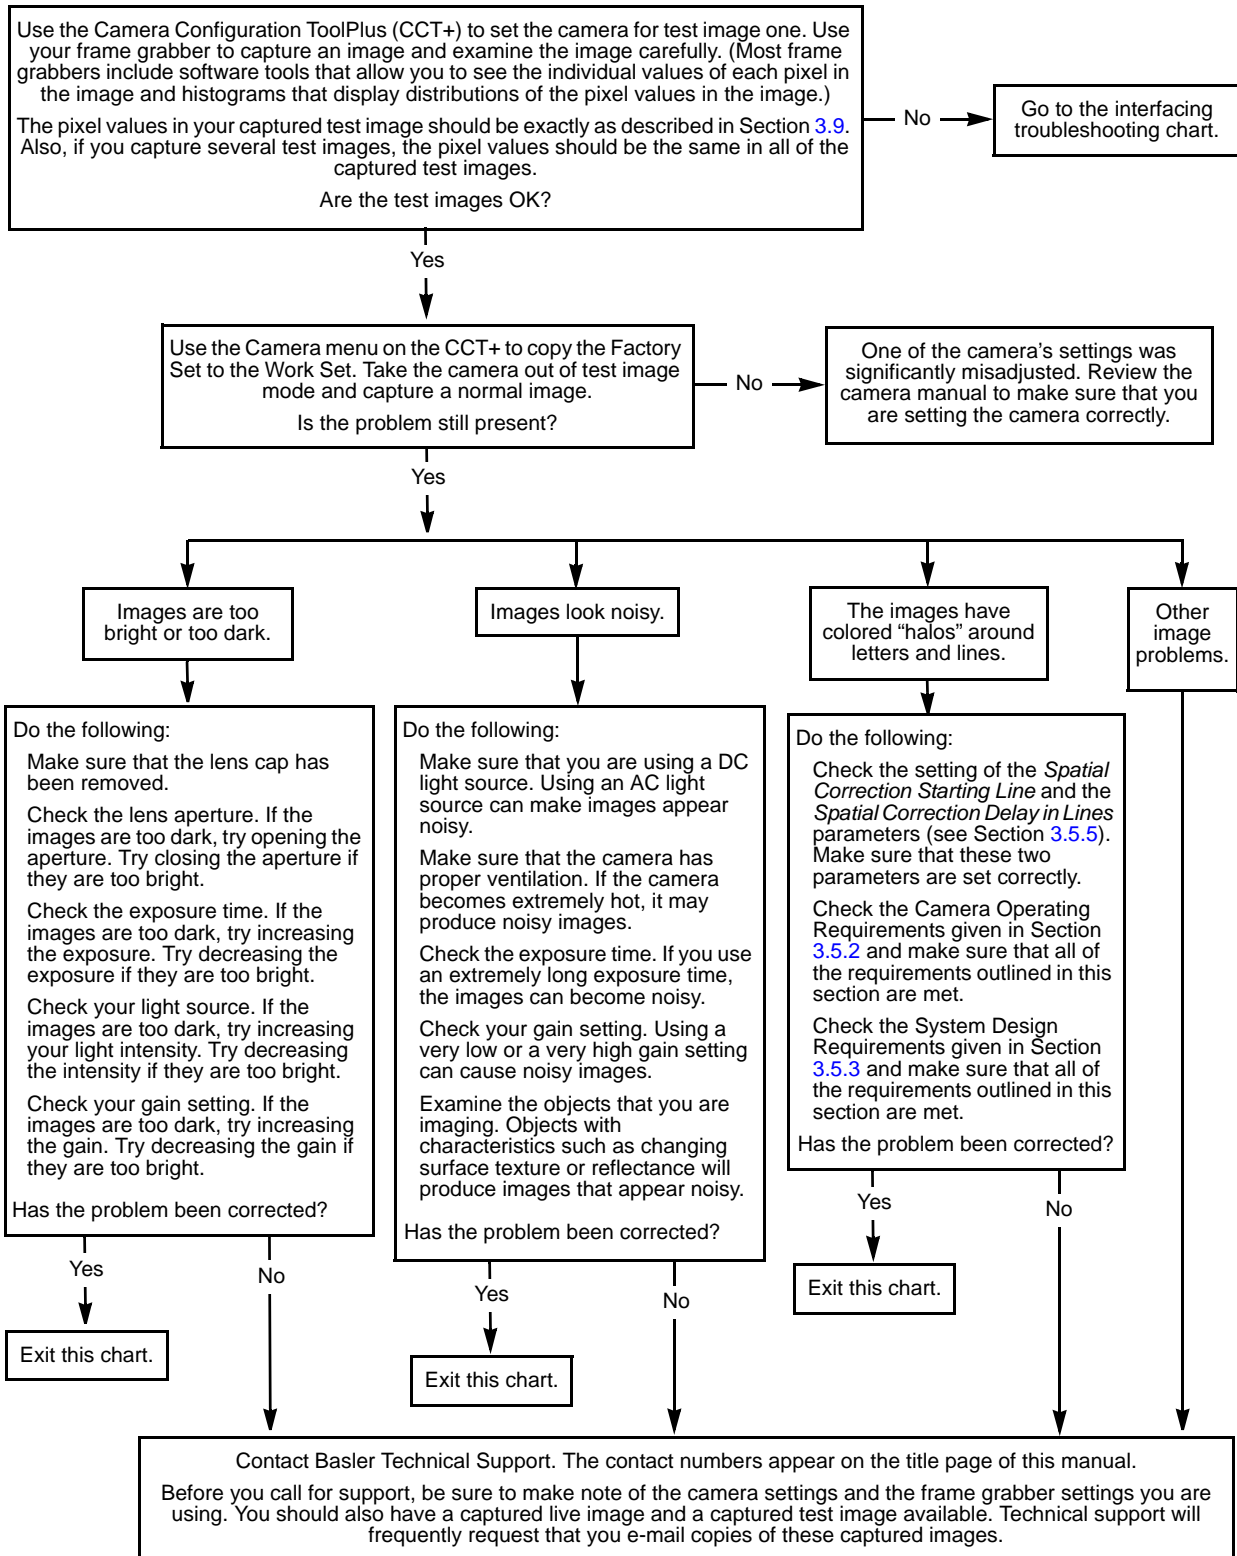 Use the Camera Configuration ToolPlus (CCT+) to set the camera for test image one. Use
your frame grabber to capture an image and examine the image carefully. (Most frame
grabbers include software tools that allow you to see the individual values of each pixel in
the image and histograms that display distributions of the pixel values in the image.)
The pixel values in your captured test image should be exactly as described in Section 3.9.
Also, if you capture several test images, the pixel values should be the same in all of the
captured test images.
Are the test images OK?
No
Go to the interfacing
troubleshooting chart.
Yes
Use the Camera menu on the CCT+ to copy the Factory
Set to the Work Set. Take the camera out of test image
mode and capture a normal image.
Is the problem still present?
No
One of the camera's settings was
significantly misadjusted. Review the
camera manual to make sure that you
are setting the camera correctly.
Yes
Images are too
bright or too dark.
Images look noisy.
The images have
colored “halos” around
letters and lines.
Other
image
problems.
Do the following:
Make sure that the lens cap has
been removed.
Check the lens aperture. If the
images are too dark, try opening the
aperture. Try closing the aperture if
they are too bright.
Check the exposure time. If the
images are too dark, try increasing
the exposure. Try decreasing the
exposure if they are too bright.
Check your light source. If the
images are too dark, try increasing
your light intensity. Try decreasing
the intensity if they are too bright.
Check your gain setting. If the
images are too dark, try increasing
the gain. Try decreasing the gain if
they are too bright.
Has the problem been corrected?
Yes
No
Exit this chart.
Do the following:
Make sure that you are using a DC
light source. Using an AC light
source can make images appear
noisy.
Make sure that the camera has
proper ventilation. If the camera
becomes extremely hot, it may
produce noisy images.
Check the exposure time. If you use
an extremely long exposure time,
the images can become noisy.
Check your gain setting. Using a
very low or a very high gain setting
can cause noisy images.
Examine the objects that you are
imaging. Objects with
characteristics such as changing
surface texture or reflectance will
produce images that appear noisy.
Has the problem been corrected?
Yes
No
Exit this chart.
Do the following:
Check the setting of the Spatial
Correction Starting Line and the
Spatial Correction Delay in Lines
parameters (see Section 3.5.5).
Make sure that these two
parameters are set correctly.
Check the Camera Operating
Requirements given in Section
3.5.2 and make sure that all of
the requirements outlined in this
section are met.
Check the System Design
Requirements given in Section
3.5.3 and make sure that all of
the requirements outlined in this
section are met.
Has the problem been corrected?
Yes
No
Exit this chart.
Contact Basler Technical Support. The contact numbers appear on the title page of this manual.
Before you call for support, be sure to make note of the camera settings and the frame grabber settings you are
using. You should also have a captured live image and a captured test image available. Technical support will
frequently request that you e-mail copies of these captured images.